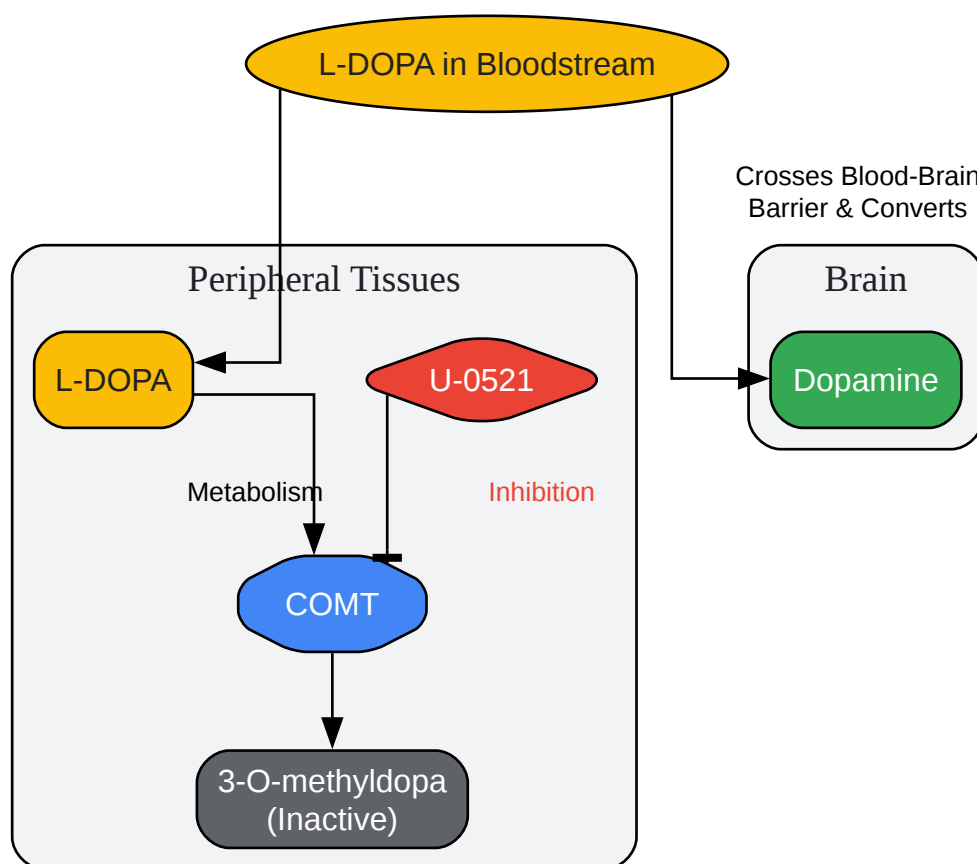 L-DOPA in Bloodstream
Crosses Blood-Brain
Barrier & Converts
Peripheral Tissues
Brain
L-DOPA
U-0521
Dopamine
Metabolism
Inhibition
COMT
3-O-methyldopa
(Inactive)